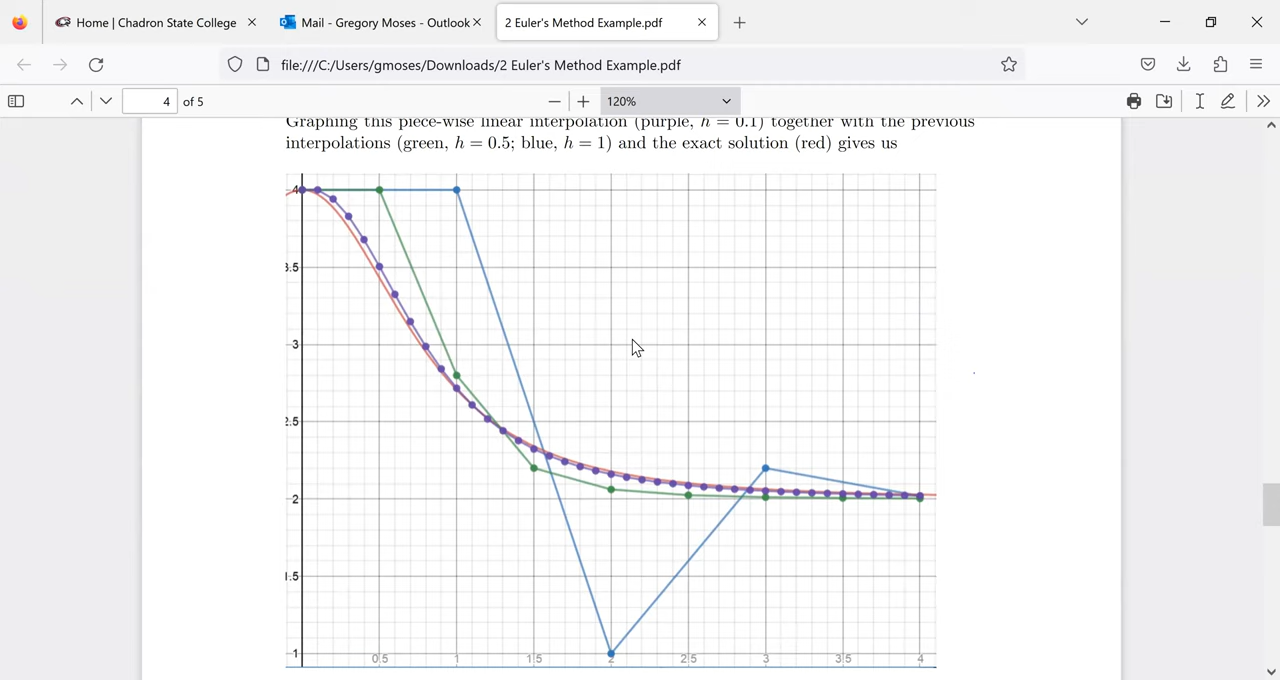 Home | Chadron State College
Mail - Gregory Moses - Outlook
2 Euler's Method Example.pdf
file:///C:/Users/gmoses/Downloads/2 Euler's Method Example.pdf
4 of 5
120%
Graphing this piece-wise linear interpolation (purple, h = 0.1) together with the previous
interpolations (green, h = 0.5; blue, h = 1) and the exact solution (red) gives us
4
3.5
3
2.5
2
1.5
1
0.5 1 1.5 2 2.5 3 3.5 4